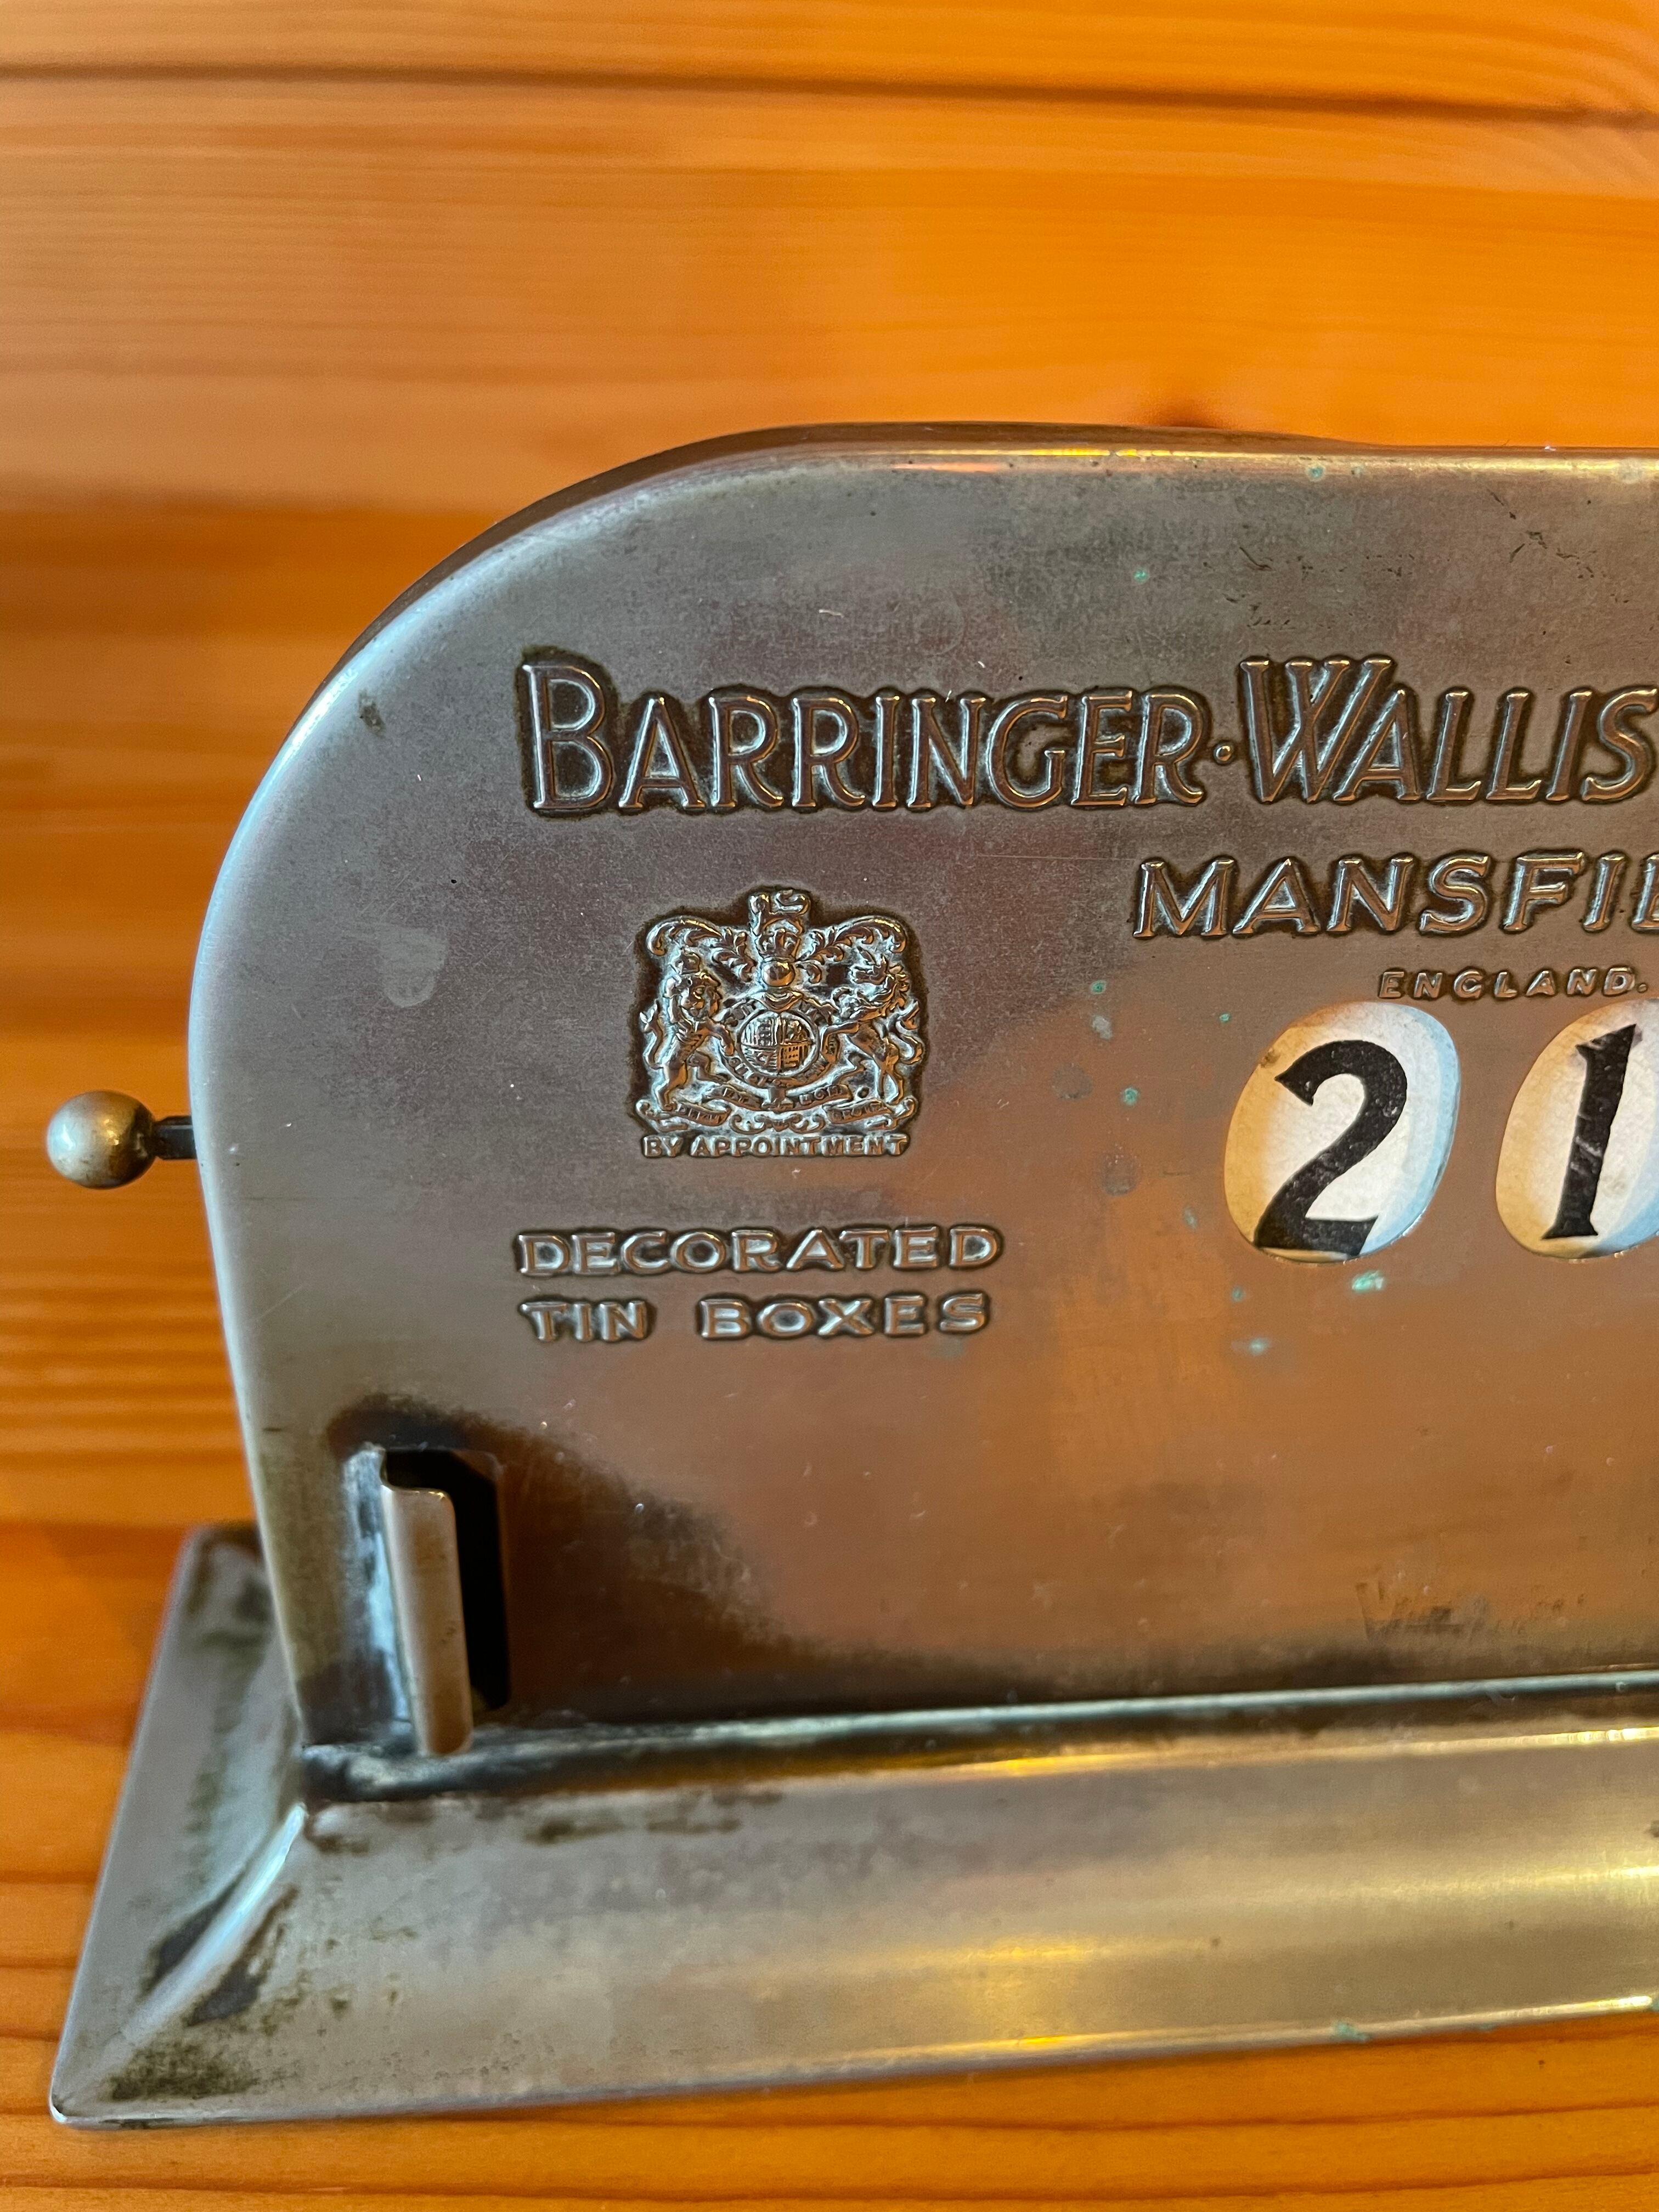 BARRINGER·WALLIS
MANSFIE
ENGLAND.
21
BY APPOINTMENT
DECORATED
TIN BOXES